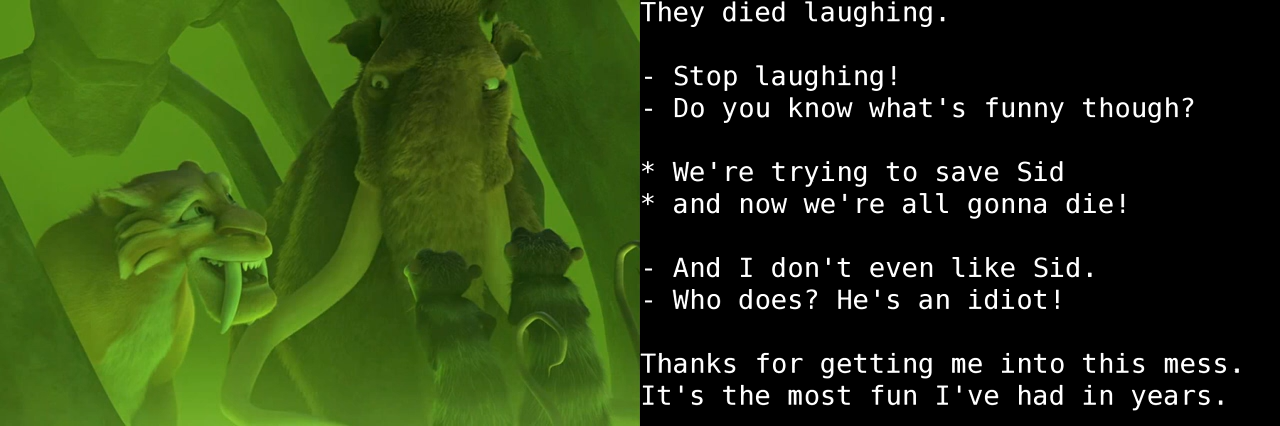 They died laughing.
- Stop laughing!
- Do you know what's funny though?
* We're trying to save Sid
* and now we're all gonna die!
- And I don't even like Sid.
- Who does? He's an idiot!
Thanks for getting me into this mess.
It's the most fun I've had in years.